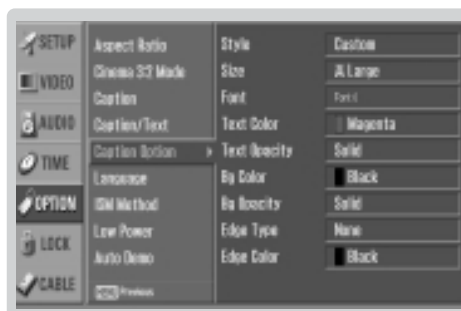 SETUP
VIDEO
AUDIO
TIME
OPTION
LOCK
CABLE
Aspect Ratio
Cinema 3:2 Mode
Caption
Caption/Text
Caption Option
Language
ISM Method
Low Power
Auto Demo
Previous
Style Custom
Size Large
Font Font 1
Text Color Magenta
Text Opacity Solid
Bg Color Black
Bg Opacity Solid
Edge Type None
Edge Color Black